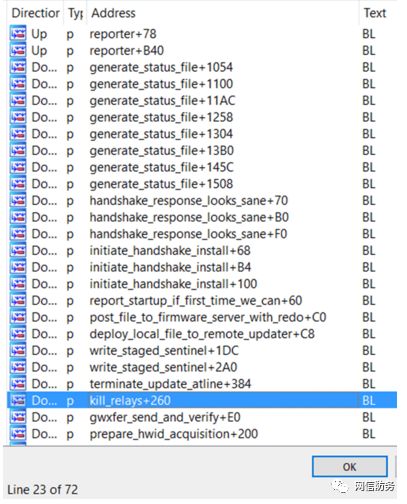 Direction Ty Address Text
Up p reporter+78 BL
Up p reporter+B40 BL
Do... p generate_status_file+1054 BL
Do... p generate_status_file+1100 BL
Do... p generate_status_file+11AC BL
Do... p generate_status_file+1258 BL
Do... p generate_status_file+1304 BL
Do... p generate_status_file+13B0 BL
Do... p generate_status_file+145C BL
Do... p generate_status_file+1508 BL
Do... p handshake_response_looks_sane+70 BL
Do... p handshake_response_looks_sane+B0 BL
Do... p handshake_response_looks_sane+F0 BL
Do... p initiate_handshake_install+68 BL
Do... p initiate_handshake_install+B4 BL
Do... p initiate_handshake_install+100 BL
Do... p report_startup_if_first_time_we_can+60 BL
Do... p post_file_to_firmware_server_with_redo+C0 BL
Do... p deploy_local_file_to_remote_updater+C8 BL
Do... p write_staged_sentinel+1DC BL
Do... p write_staged_sentinel+2A0 BL
Do... p terminate_update_atline+384 BL
Do... p kill_relays+260 BL
Do... p gwxfer_send_and_verify+E0 BL
Do... p prepare_hwid_acquisition+200 BL
OK
Line 23 of 72
网信防务